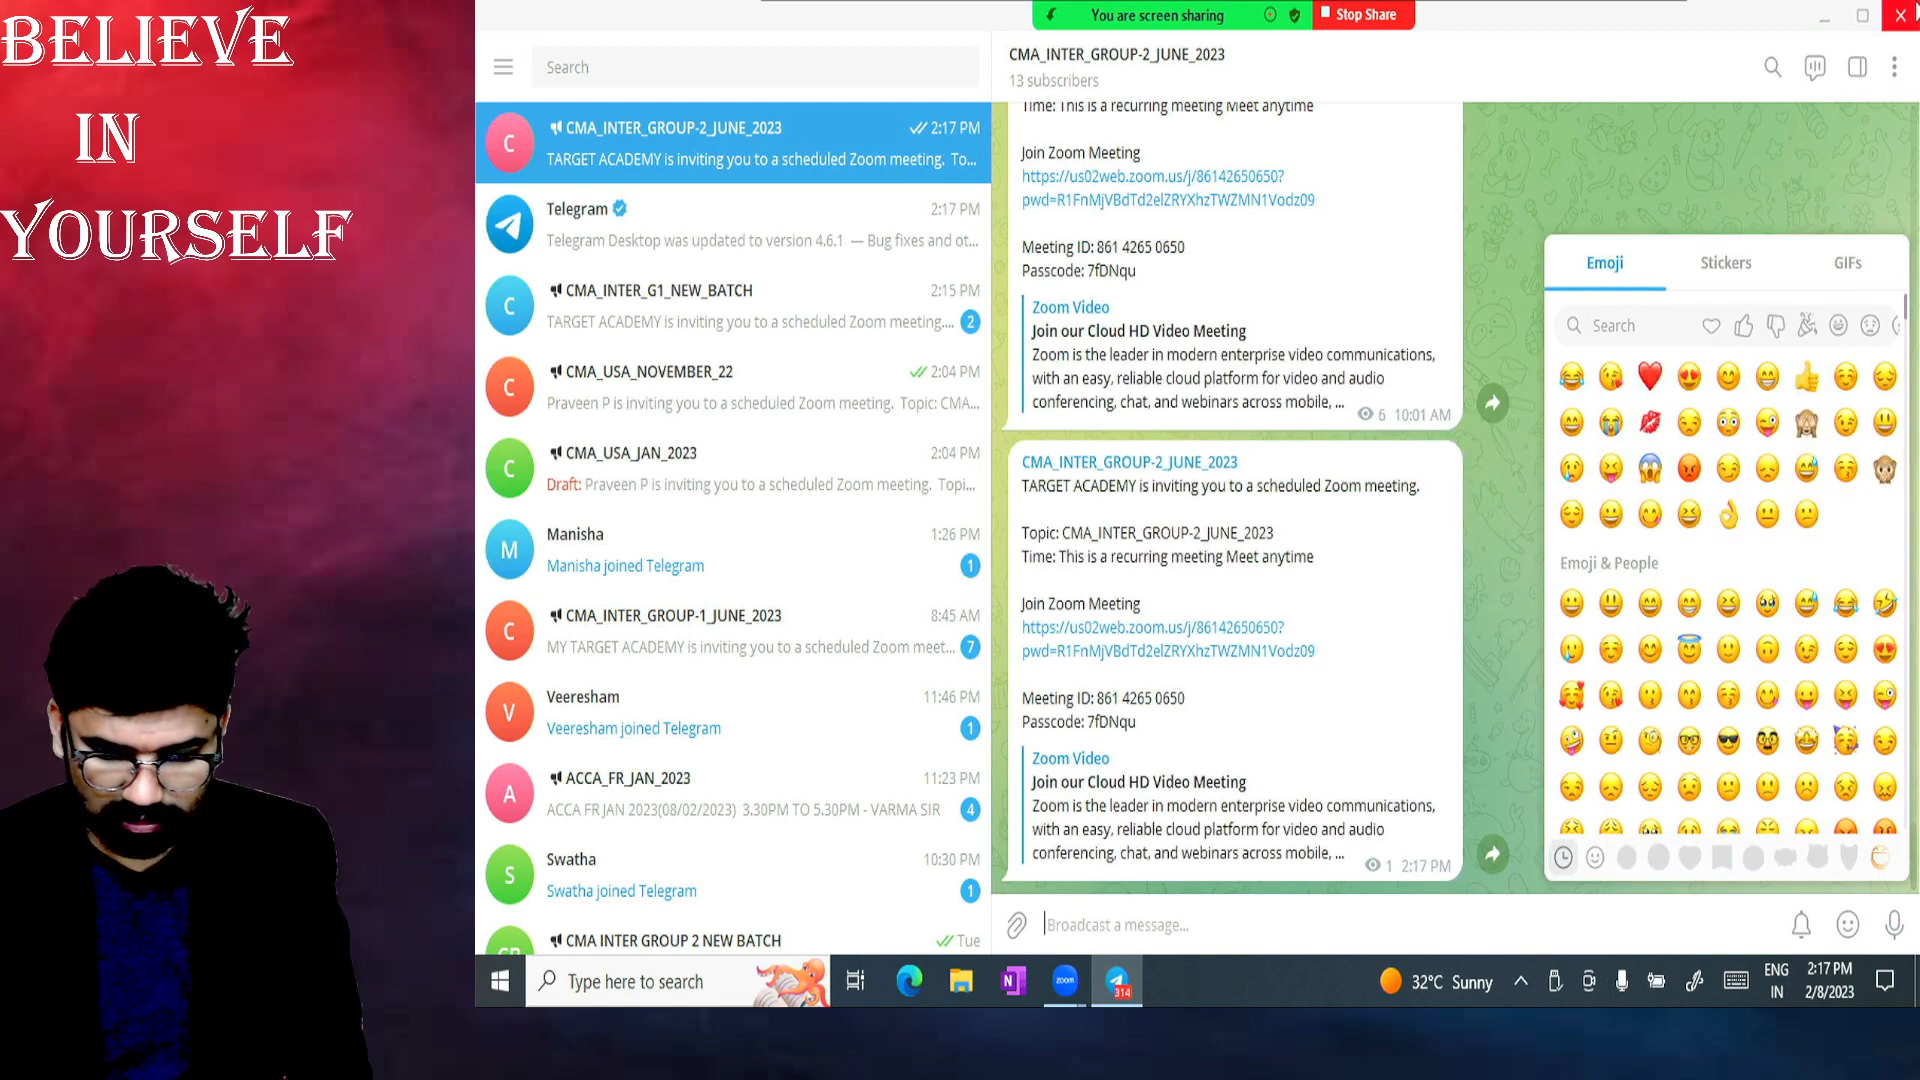 BELIEVE
IN
YOURSELF
You are screen sharing
Stop Share
Search
CMA_INTER_GROUP-2_JUNE_2023
2:17 PM
TARGET ACADEMY is inviting you to a scheduled Zoom meeting. To...
Telegram
2:17 PM
Telegram Desktop was updated to version 4.6.1 — Bug fixes and ot...
C
CMA_INTER_G1_NEW_BATCH
2:15 PM
TARGET ACADEMY is inviting you to a scheduled Zoom meeting....
2
C
CMA_USA_NOVEMBER_22
2:04 PM
Praveen P is inviting you to a scheduled Zoom meeting. Topic: CMA...
C
CMA_USA_JAN_2023
2:04 PM
Draft: Praveen P is inviting you to a scheduled Zoom meeting. Topi...
C
Manisha
1:26 PM
Manisha joined Telegram
1
M
CMA_INTER_GROUP-1_JUNE_2023
8:45 AM
MY TARGET ACADEMY is inviting you to a scheduled Zoom meet...
7
C
Veeresham
11:46 PM
Veeresham joined Telegram
1
V
ACCA_FR_JAN_2023
11:23 PM
ACCA FR JAN 2023(08/02/2023) 3.30PM TO 5.30PM - VARMA SIR
4
A
Swatha
10:30 PM
Swatha joined Telegram
1
S
CMA INTER GROUP 2 NEW BATCH
Tue
CMA_INTER_GROUP-2_JUNE_2023
13 subscribers
Time: This is a recurring meeting Meet anytime
Join Zoom Meeting
https://us02web.zoom.us/j/86142650650?
pwd=R1FnMjVBdTd2elZRYXhzTWZMN1Vodz09
Meeting ID: 861 4265 0650
Passcode: 7fDNqu
Zoom Video
Join our Cloud HD Video Meeting
Zoom is the leader in modern enterprise video communications,
with an easy, reliable cloud platform for video and audio
conferencing, chat, and webinars across mobile, ...
6 10:01 AM
CMA_INTER_GROUP-2_JUNE_2023
TARGET ACADEMY is inviting you to a scheduled Zoom meeting.
Topic: CMA_INTER_GROUP-2_JUNE_2023
Time: This is a recurring meeting Meet anytime
Join Zoom Meeting
https://us02web.zoom.us/j/86142650650?
pwd=R1FnMjVBdTd2elZRYXhzTWZMN1Vodz09
Meeting ID: 861 4265 0650
Passcode: 7fDNqu
Zoom Video
Join our Cloud HD Video Meeting
Zoom is the leader in modern enterprise video communications,
with an easy, reliable cloud platform for video and audio
conferencing, chat, and webinars across mobile, ...
1 2:17 PM
Broadcast a message...
Emoji
Stickers
GIFs
Search
Emoji & People
Type here to search
zoom
314
32°C Sunny
ENG
IN
2:17 PM
2/8/2023